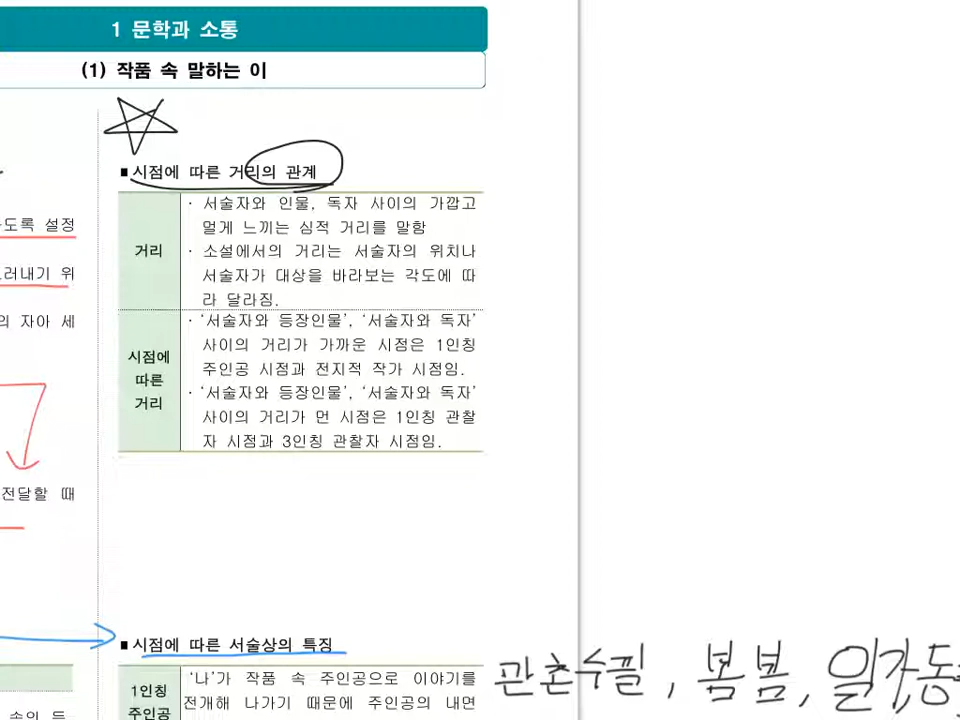 1 문학과 소통
(1) 작품 속 말하는 이
도록 설정
러내기 위
의 자아 세
전달할 때
속의 등
■ 시점에 따른 거리의 관계
거리
· 서술자와 인물, 독자 사이의 가깝고
멀게 느끼는 심적 거리를 말함
· 소설에서의 거리는 서술자의 위치나
서술자가 대상을 바라보는 각도에 따
라 달라짐.
시점에
따른
거리
· ‘서술자와 등장인물’, ‘서술자와 독자’
사이의 거리가 가까운 시점은 1인칭
주인공 시점과 전지적 작가 시점임.
· ‘서술자와 등장인물’, ‘서술자와 독자’
사이의 거리가 먼 시점은 1인칭 관찰
자 시점과 3인칭 관찰자 시점임.
■ 시점에 따른 서술상의 특징
1인칭
주인공
‘나’가 작품 속 주인공으로 이야기를
전개해 나가기 때문에 주인공의 내면
관촌수필, 봄봄,